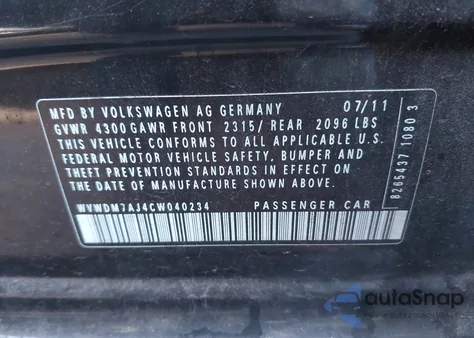 MFD BY VOLKSWAGEN AG GERMANY 07/11
GVWR 4300 GAWR FRONT 2315/ REAR 2096 LBS
THIS VEHICLE CONFORMS TO ALL APPLICABLE U.S.
FEDERAL MOTOR VEHICLE SAFETY, BUMPER AND
THEFT PREVENTION STANDARDS IN EFFECT ON THE
DATE OF MANUFACTURE SHOWN ABOVE.
WVWDM7AJ4CW040234 PASSENGER CAR
8265437 1080 3
autoSnap